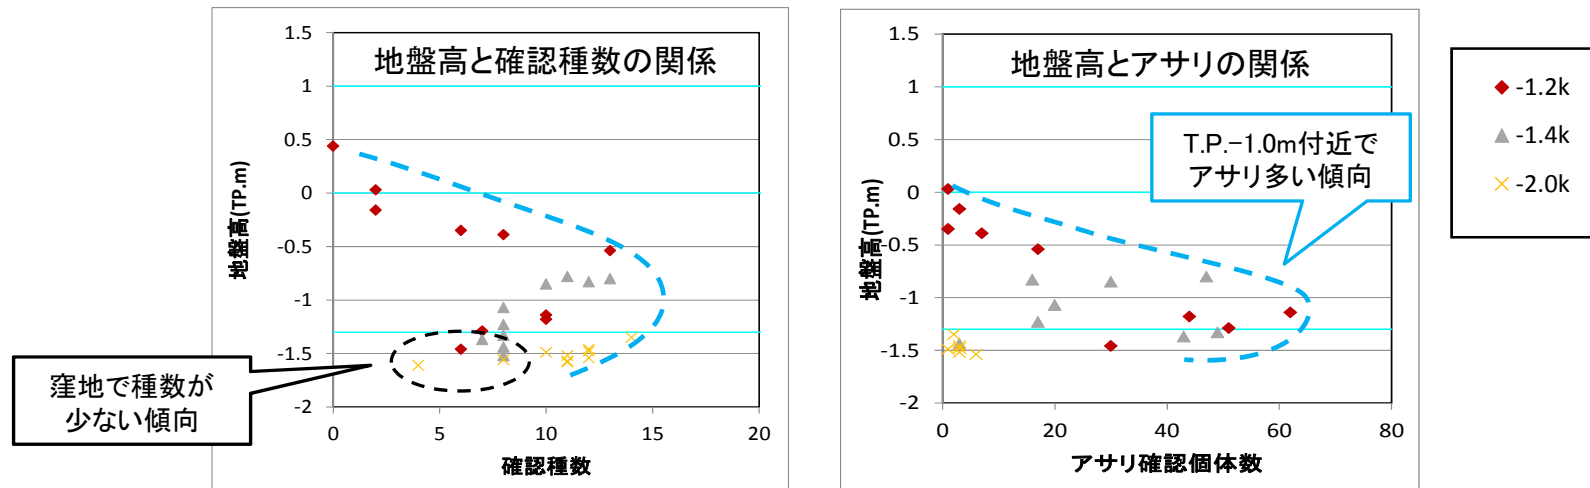 地盤高と確認種数の関係
1.5
1
0.5
0
-0.5
-1
-1.5
-2
地盤高(TP.m)
0 5 10 15 20
確認種数
窪地で種数が
少ない傾向
地盤高とアサリの関係
1.5
1
0.5
0
-0.5
-1
-1.5
-2
地盤高(TP.m)
0 20 40 60 80
アサリ確認個体数
T.P.-1.0m付近で
アサリ多い傾向
-1.2k
-1.4k
-2.0k